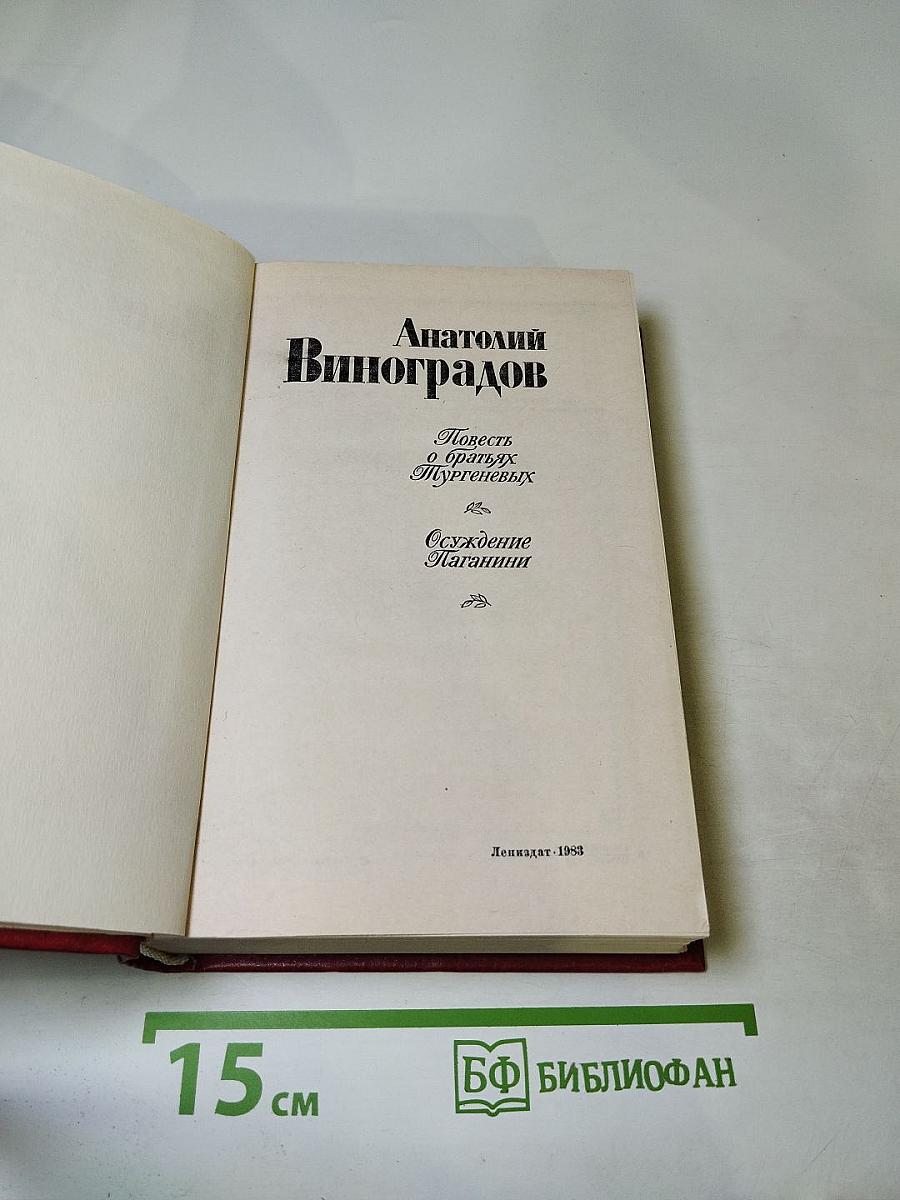 Анатолий
Виноградов
Повесть
о братьях
Тургеневых
Осуждение
Паганини
Лениздат·1983
15 см
БФ БИБЛИОФАН